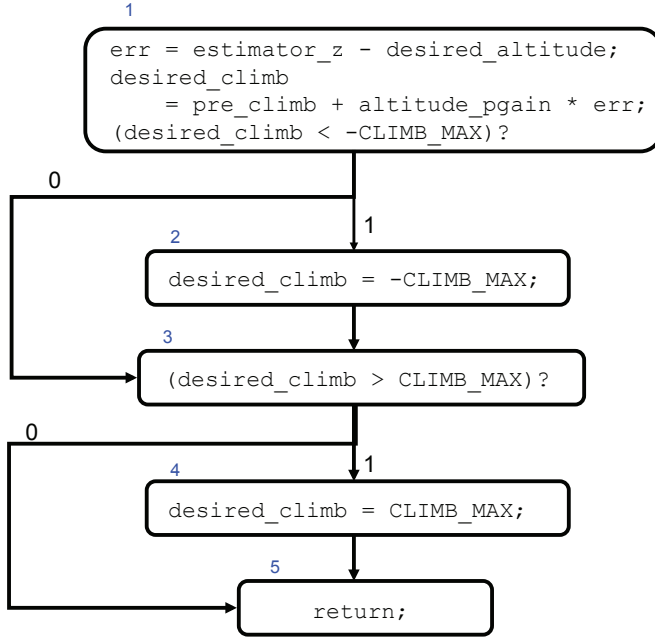 1
err = estimator_z - desired_altitude;
desired_climb
= pre_climb + altitude_pgain * err;
(desired_climb < -CLIMB_MAX)?
0
1
2
desired_climb = -CLIMB_MAX;
3
(desired_climb > CLIMB_MAX)?
0
1
4
desired_climb = CLIMB_MAX;
5
return;